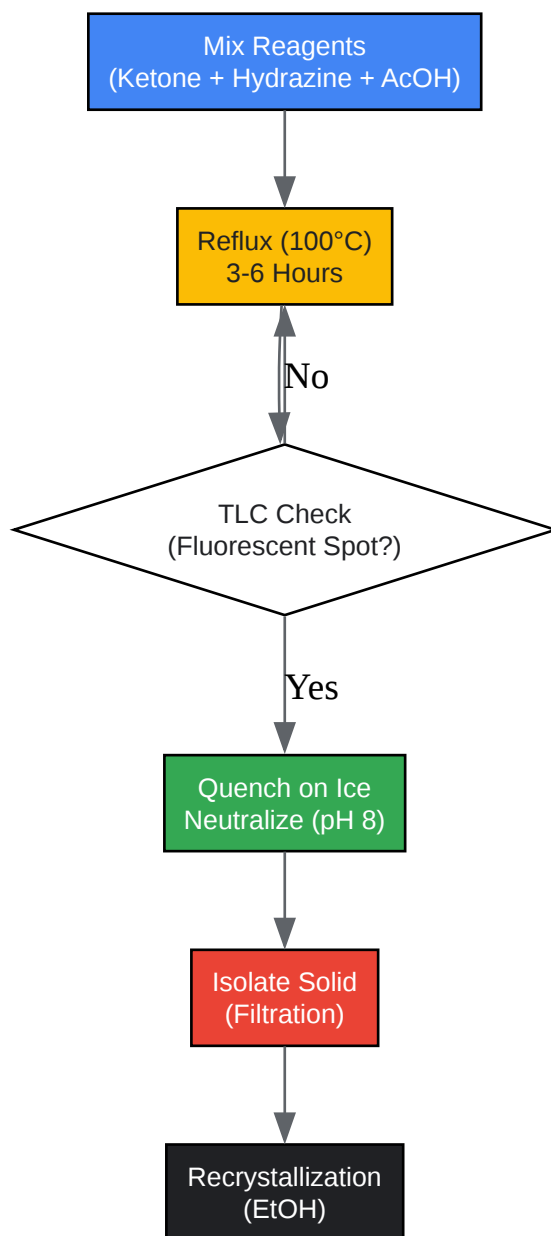 Mix Reagents
(Ketone + Hydrazine + AcOH)
Reflux (100°C)
3-6 Hours
No
TLC Check
(Fluorescent Spot?)
Yes
Quench on Ice
Neutralize (pH 8)
Isolate Solid
(Filtration)
Recrystallization
(EtOH)